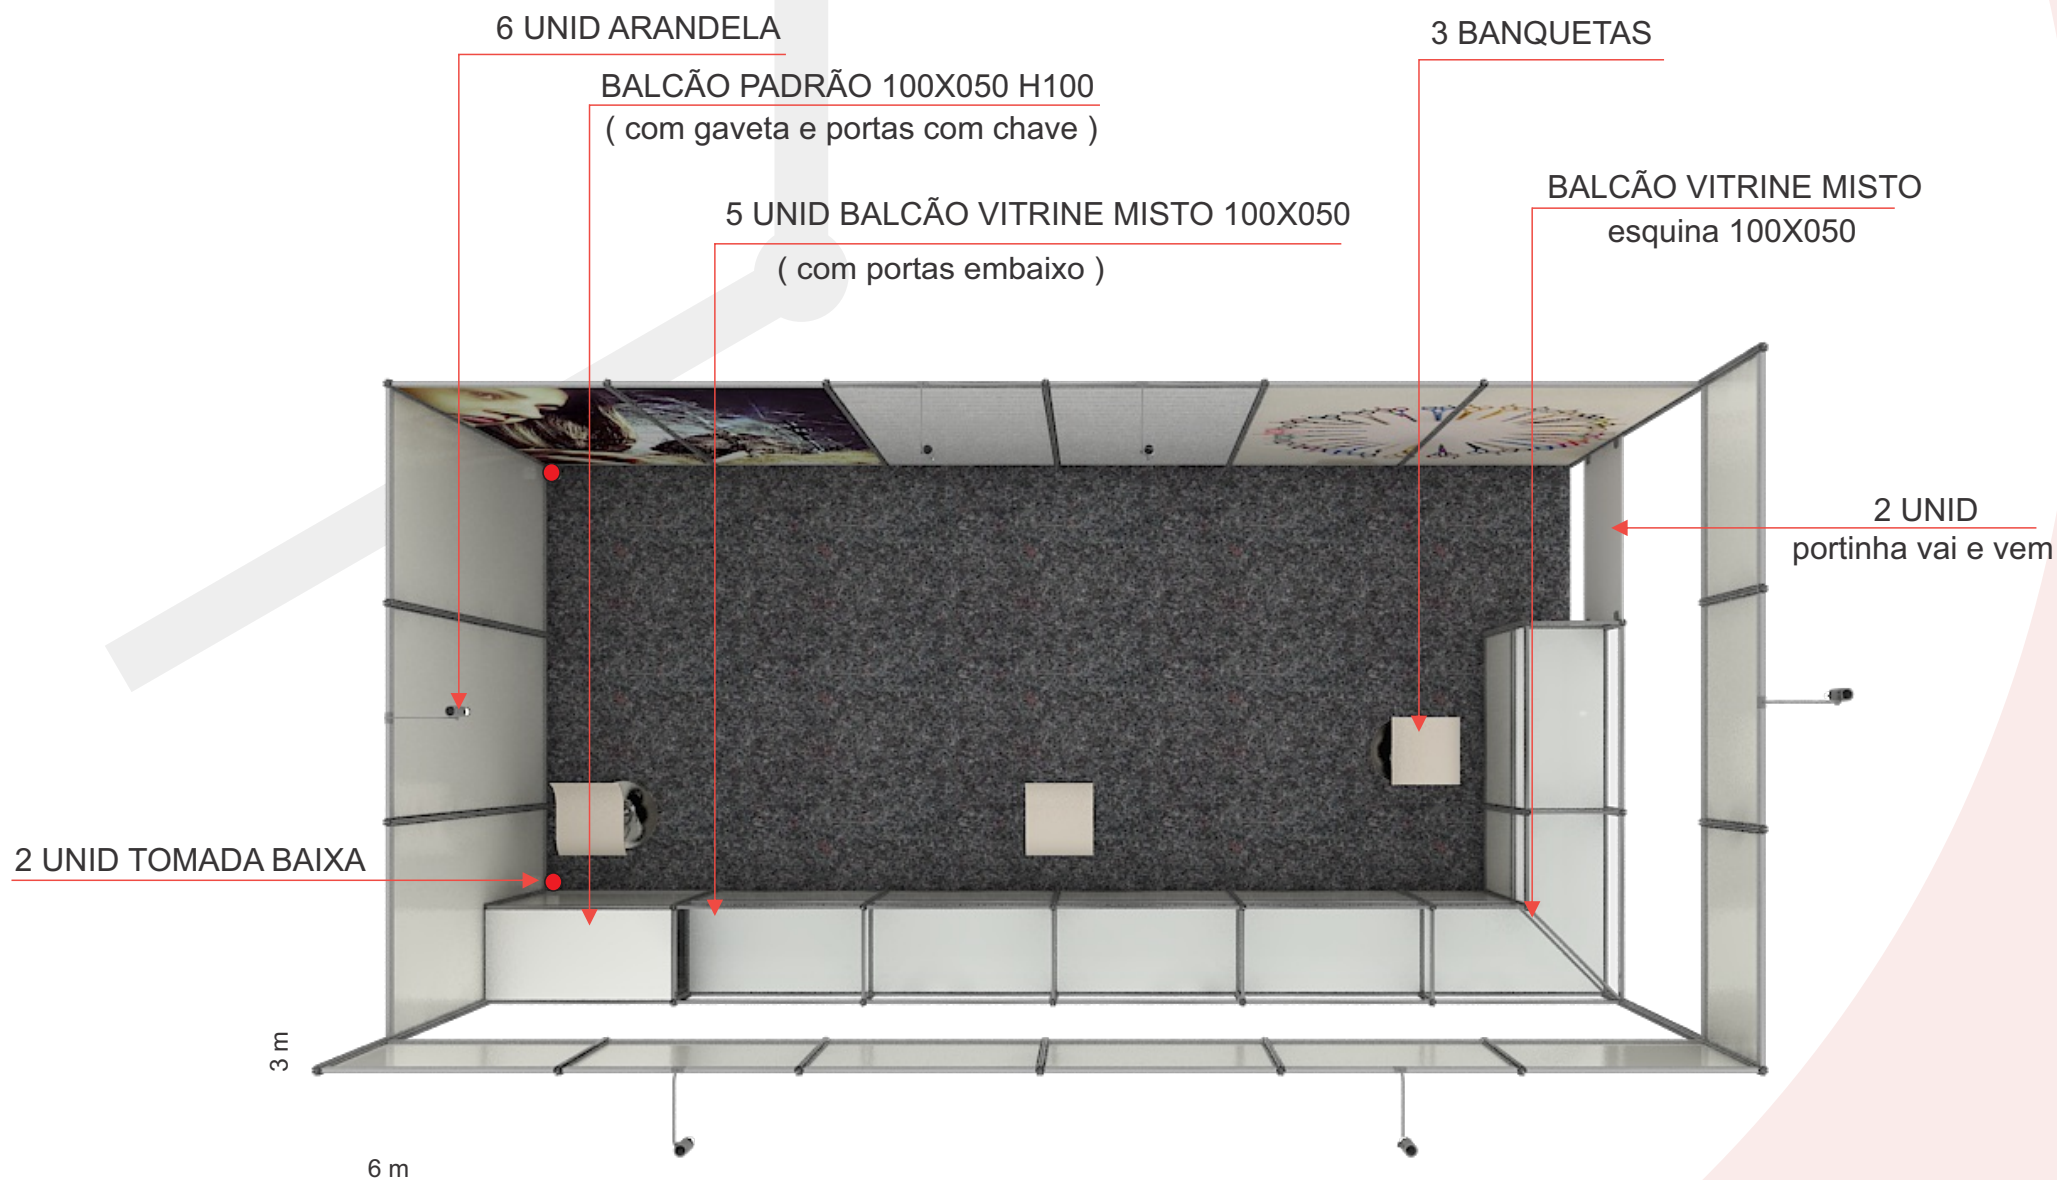 6 UNID ARANDELA
3 BANQUETAS
BALCÃO PADRÃO 100X050 H100
( com gaveta e portas com chave )
BALCÃO VITRINE MISTO
esquina 100X050
5 UNID BALCÃO VITRINE MISTO 100X050
( com portas embaixo )
2 UNID
portinha vai e vem
2 UNID TOMADA BAIXA
3 m
6 m